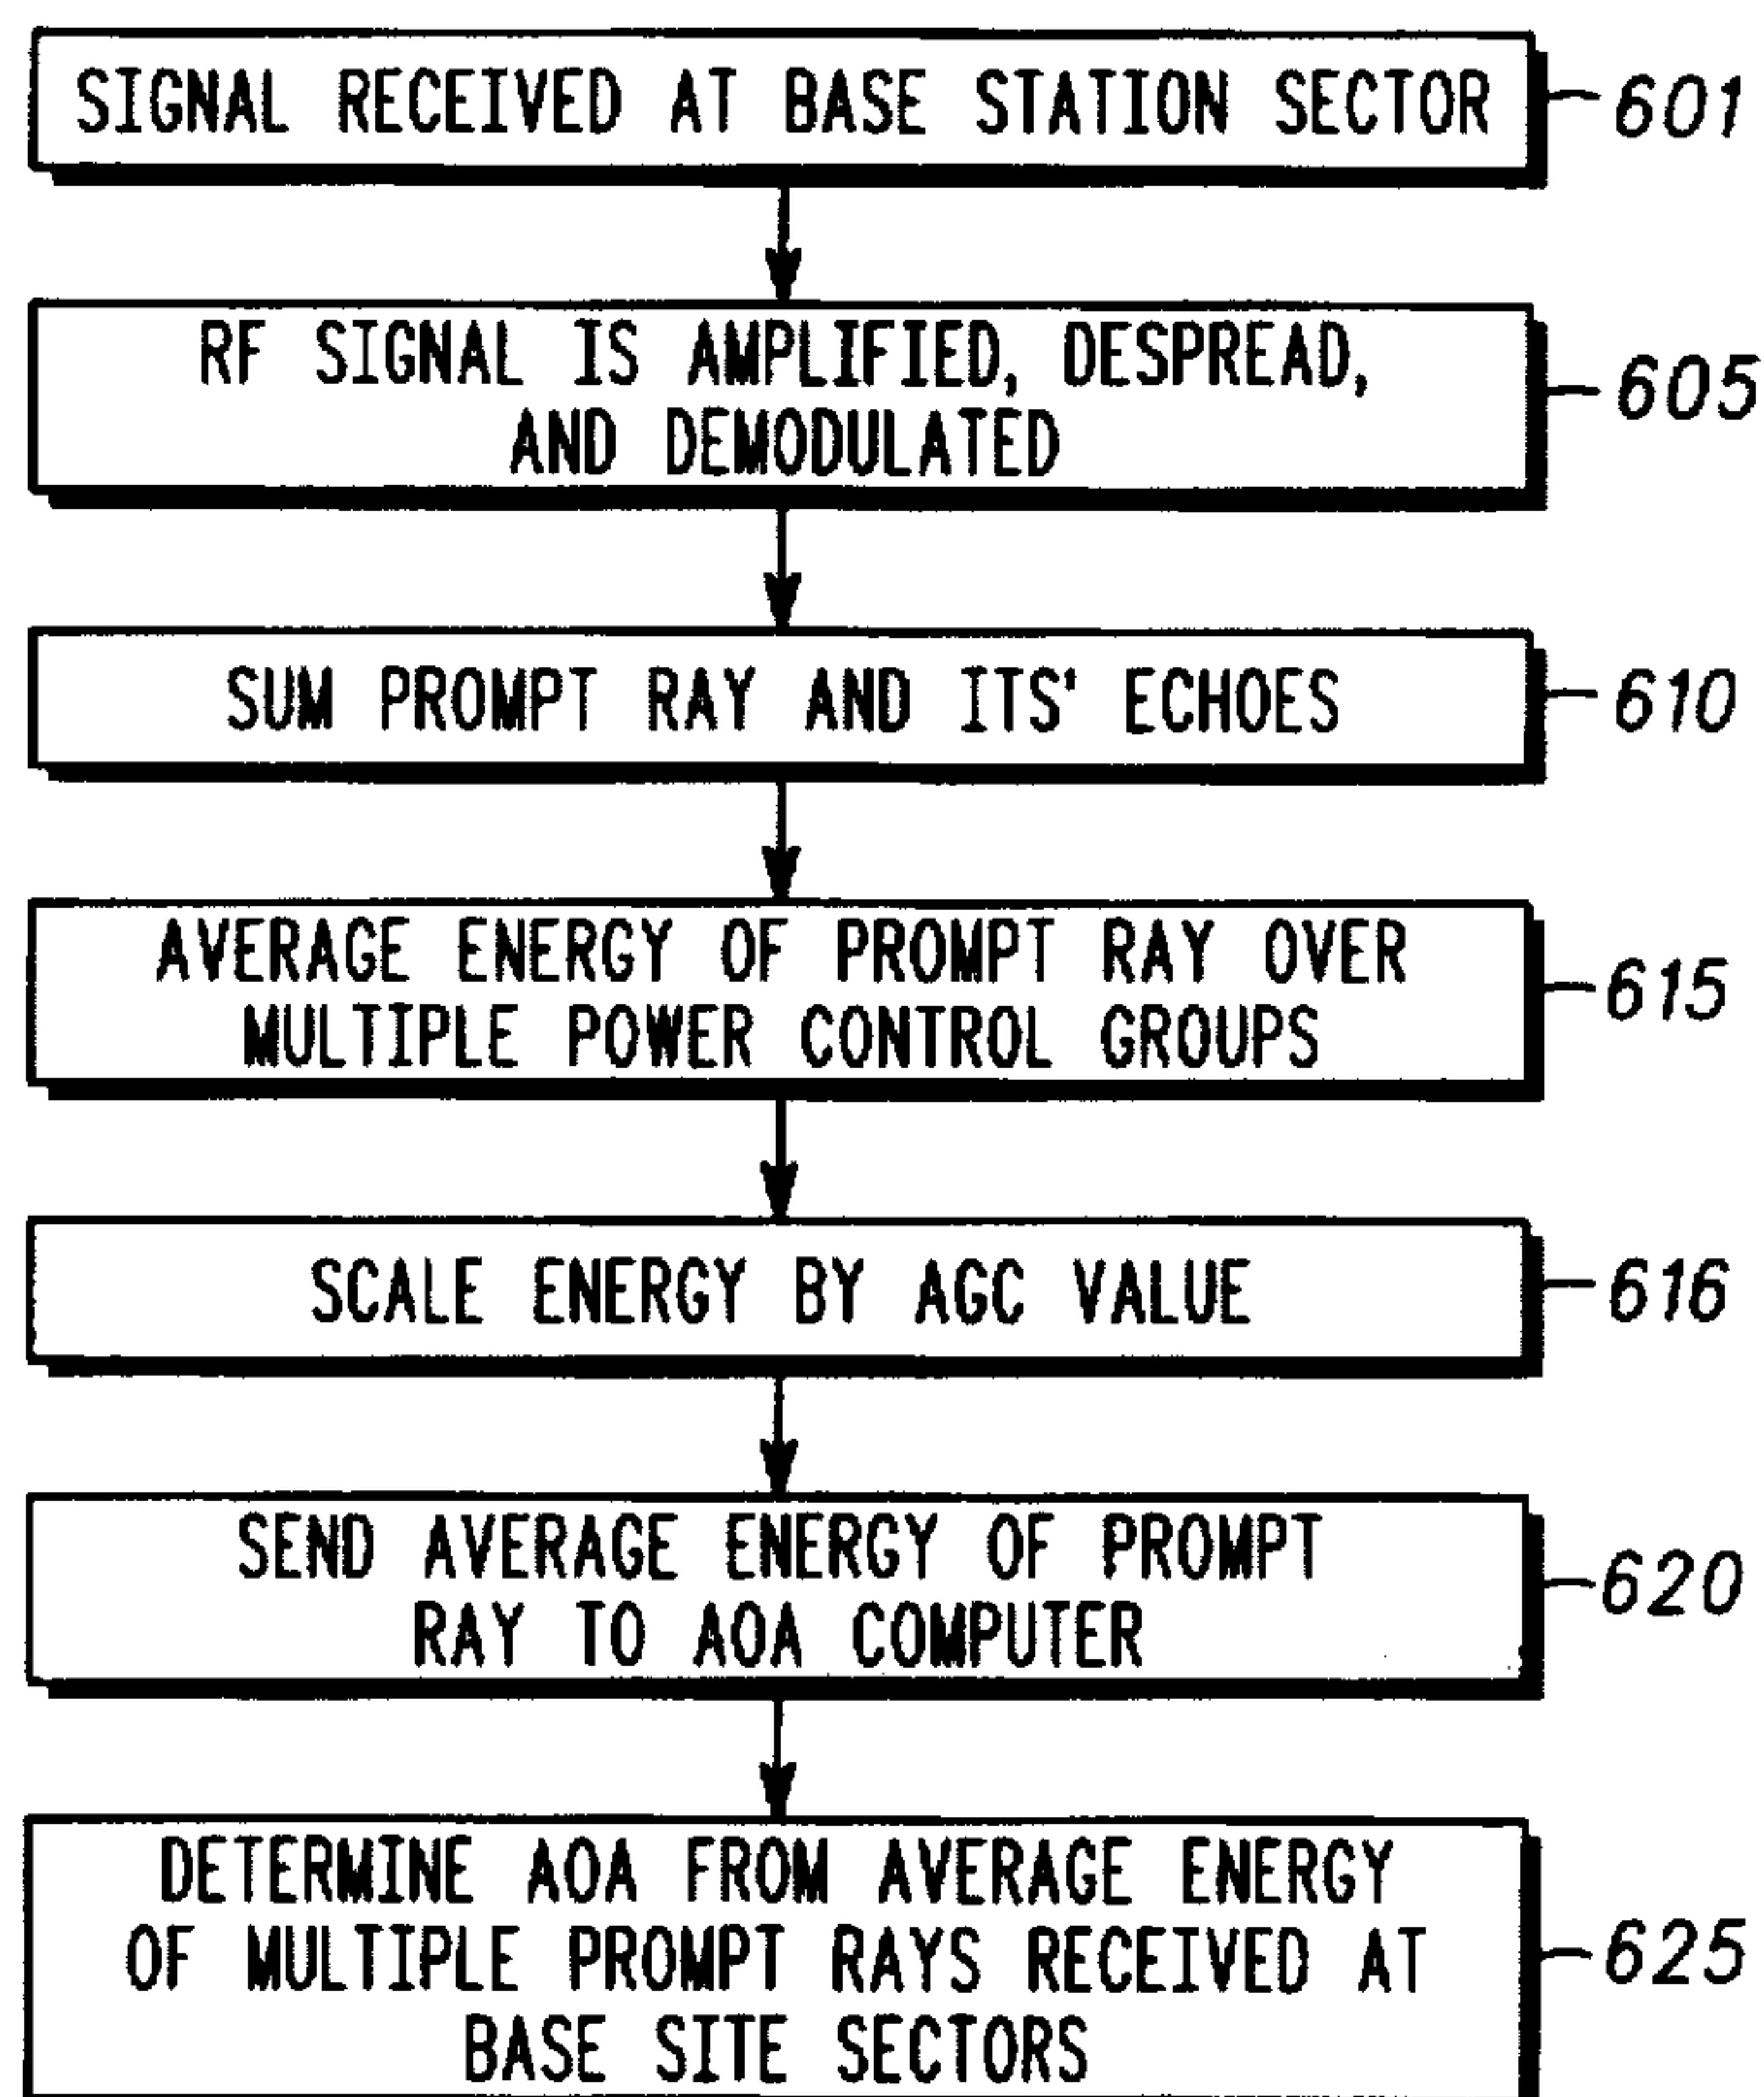 SIGNAL RECEIVED AT BASE STATION SECTOR
601
RF SIGNAL IS AMPLIFIED, DESPREAD,
AND DEMODULATED
605
SUM PROMPT RAY AND ITS' ECHOES
610
AVERAGE ENERGY OF PROMPT RAY OVER
MULTIPLE POWER CONTROL GROUPS
615
SCALE ENERGY BY AGC VALUE
616
SEND AVERAGE ENERGY OF PROMPT
RAY TO AOA COMPUTER
620
DETERMINE AOA FROM AVERAGE ENERGY
OF MULTIPLE PROMPT RAYS RECEIVED AT
BASE SITE SECTORS
625